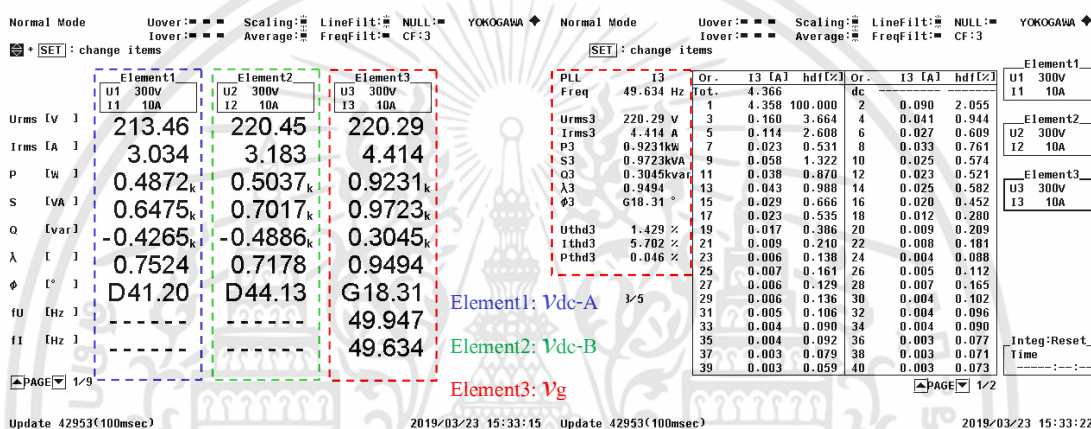 Normal Mode Uover: Scaling: LineFilt: NULL: YOKOGAWA
Iover: Average: FreqFilt: CF:3
+ SET : change items
Element1 Element2 Element3
U1 300V U2 300V U3 300V
I1 10A I2 10A I3 10A
Urms [V ] 213.46 220.45 220.29
Irms [A ] 3.034 3.183 4.414
P [W ] 0.4872k 0.5037k 0.9231k
S [VA ] 0.6475k 0.7017k 0.9723k
Q [var] -0.4265k -0.4886k 0.3045k
λ [ ] 0.7524 0.7178 0.9494
ϕ [° ] D41.20 D44.13 G18.31
fU [Hz ] ------- ------- 49.947
fI [Hz ] ------- ------- 49.634
PAGE 1/9
Update 42953(100msec) 2019/03/23 15:33:15
Element1: Vdc-A
Element2: Vdc-B
Element3: Vg
Normal Mode Uover: Scaling: LineFilt: NULL: YOKOGAWA
Iover: Average: FreqFilt: CF:3
SET : change items
PLL I3
Freq 49.634 Hz
Urms3 220.29 V
Irms3 4.414 A
P3 0.9231kW
S3 0.9723kVA
Q3 0.3045kvar
λ3 0.9494
ϕ3 G18.31 °
Uthd3 1.429 %
Ithd3 5.702 %
Pthd3 0.046 %
3/5
Or. I3 [A] hdf[%] Or. I3 [A] hdf[%]
Tot. 4.366 dc ------- -------
1 4.358 100.000 2 0.090 2.055
3 0.160 3.664 4 0.041 0.944
5 0.114 2.608 6 0.027 0.609
7 0.023 0.531 8 0.033 0.761
9 0.058 1.322 10 0.025 0.574
11 0.038 0.870 12 0.023 0.521
13 0.043 0.988 14 0.025 0.582
15 0.029 0.666 16 0.020 0.452
17 0.023 0.535 18 0.012 0.280
19 0.017 0.386 20 0.009 0.209
21 0.009 0.210 22 0.008 0.181
23 0.006 0.138 24 0.004 0.088
25 0.007 0.161 26 0.005 0.112
27 0.006 0.129 28 0.007 0.165
29 0.006 0.136 30 0.004 0.102
31 0.005 0.106 32 0.004 0.096
33 0.004 0.090 34 0.004 0.090
35 0.004 0.092 36 0.003 0.077
37 0.003 0.079 38 0.003 0.071
39 0.003 0.059 40 0.003 0.073
PAGE 1/2
Element1
U1 300V
I1 10A
Element2
U2 300V
I2 10A
Element3
U3 300V
I3 10A
Integ:Reset
Time
-----:--:--
Update 42953(100msec) 2019/03/23 15:33:22